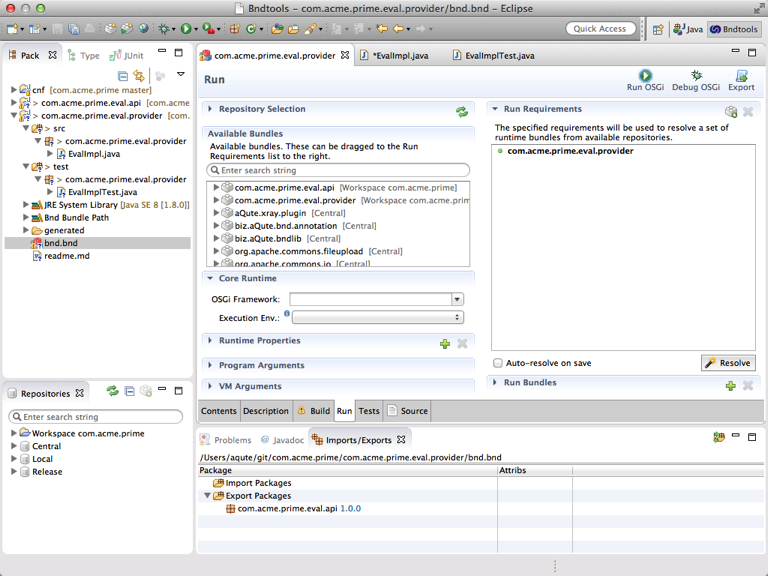 Bndtools – com.acme.prime.eval.provider/bnd.bnd – Eclipse
Quick Access
Java
Bndtools
Pack
Type
JUnit
cnf [com.acme.prime master]
> com.acme.prime.eval.api [com.acme
> com.acme.prime.eval.provider [com.
> src
> com.acme.prime.eval.provider
> EvalImpl.java
> test
> com.acme.prime.eval.provider
> EvalImplTest.java
JRE System Library [Java SE 8 [1.8.0]]
Bnd Bundle Path
generated
bnd.bnd
readme.md
Repositories
Enter search string
Workspace com.acme.prime
Central
Local
Release
com.acme.prime.eval.provider
*EvalImpl.java
EvalImplTest.java
Run
Run OSGi
Debug OSGi
Export
Repository Selection
Available Bundles
Available bundles. These can be dragged to the Run
Requirements list to the right.
Enter search string
com.acme.prime.eval.api [Workspace com.acme.prime]
com.acme.prime.eval.provider [Workspace com.acme.prim
aQute.xray.plugin [Central]
biz.aQute.bnd.annotation [Central]
biz.aQute.bndlib [Central]
org.apache.commons.fileupload [Central]
org.apache.commons.io [Central]
Core Runtime
OSGi Framework:
Execution Env.:
Runtime Properties
Program Arguments
VM Arguments
Run Requirements
The specified requirements will be used to resolve a set of
runtime bundles from available repositories.
com.acme.prime.eval.provider
Auto-resolve on save
Resolve
Run Bundles
Contents
Description
Build
Run
Tests
Source
Problems
Javadoc
Imports/Exports
/Users/aqute/git/com.acme.prime/com.acme.prime.eval.provider/bnd.bnd
Package
Attribs
Import Packages
Export Packages
com.acme.prime.eval.api 1.0.0